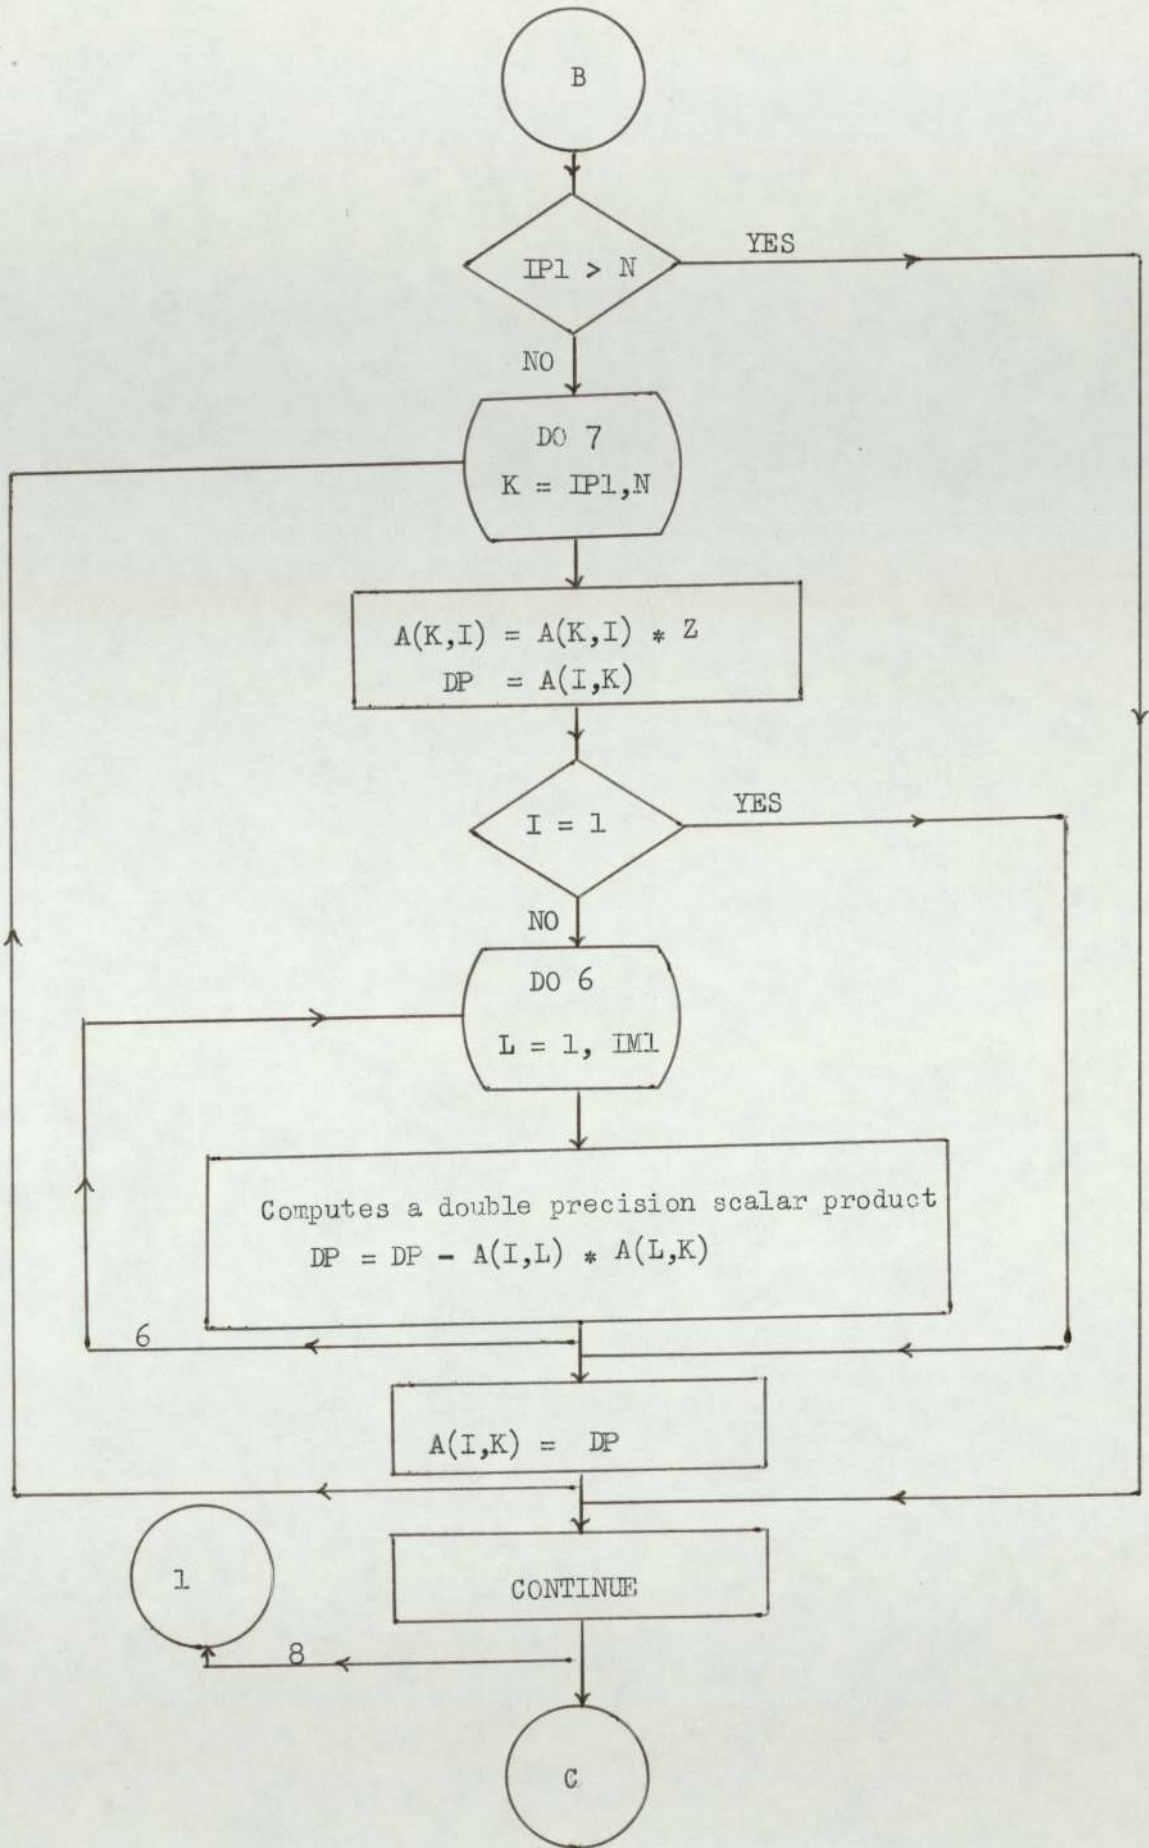 B
IP1 > N
YES
NO
DO 7
K = IP1,N
A(K,I) = A(K,I) * Z
DP = A(I,K)
I = 1
YES
NO
DO 6
L = 1, IM1
Computes a double precision scalar product
DP = DP - A(I,L) * A(L,K)
6
A(I,K) = DP
1
CONTINUE
8
C